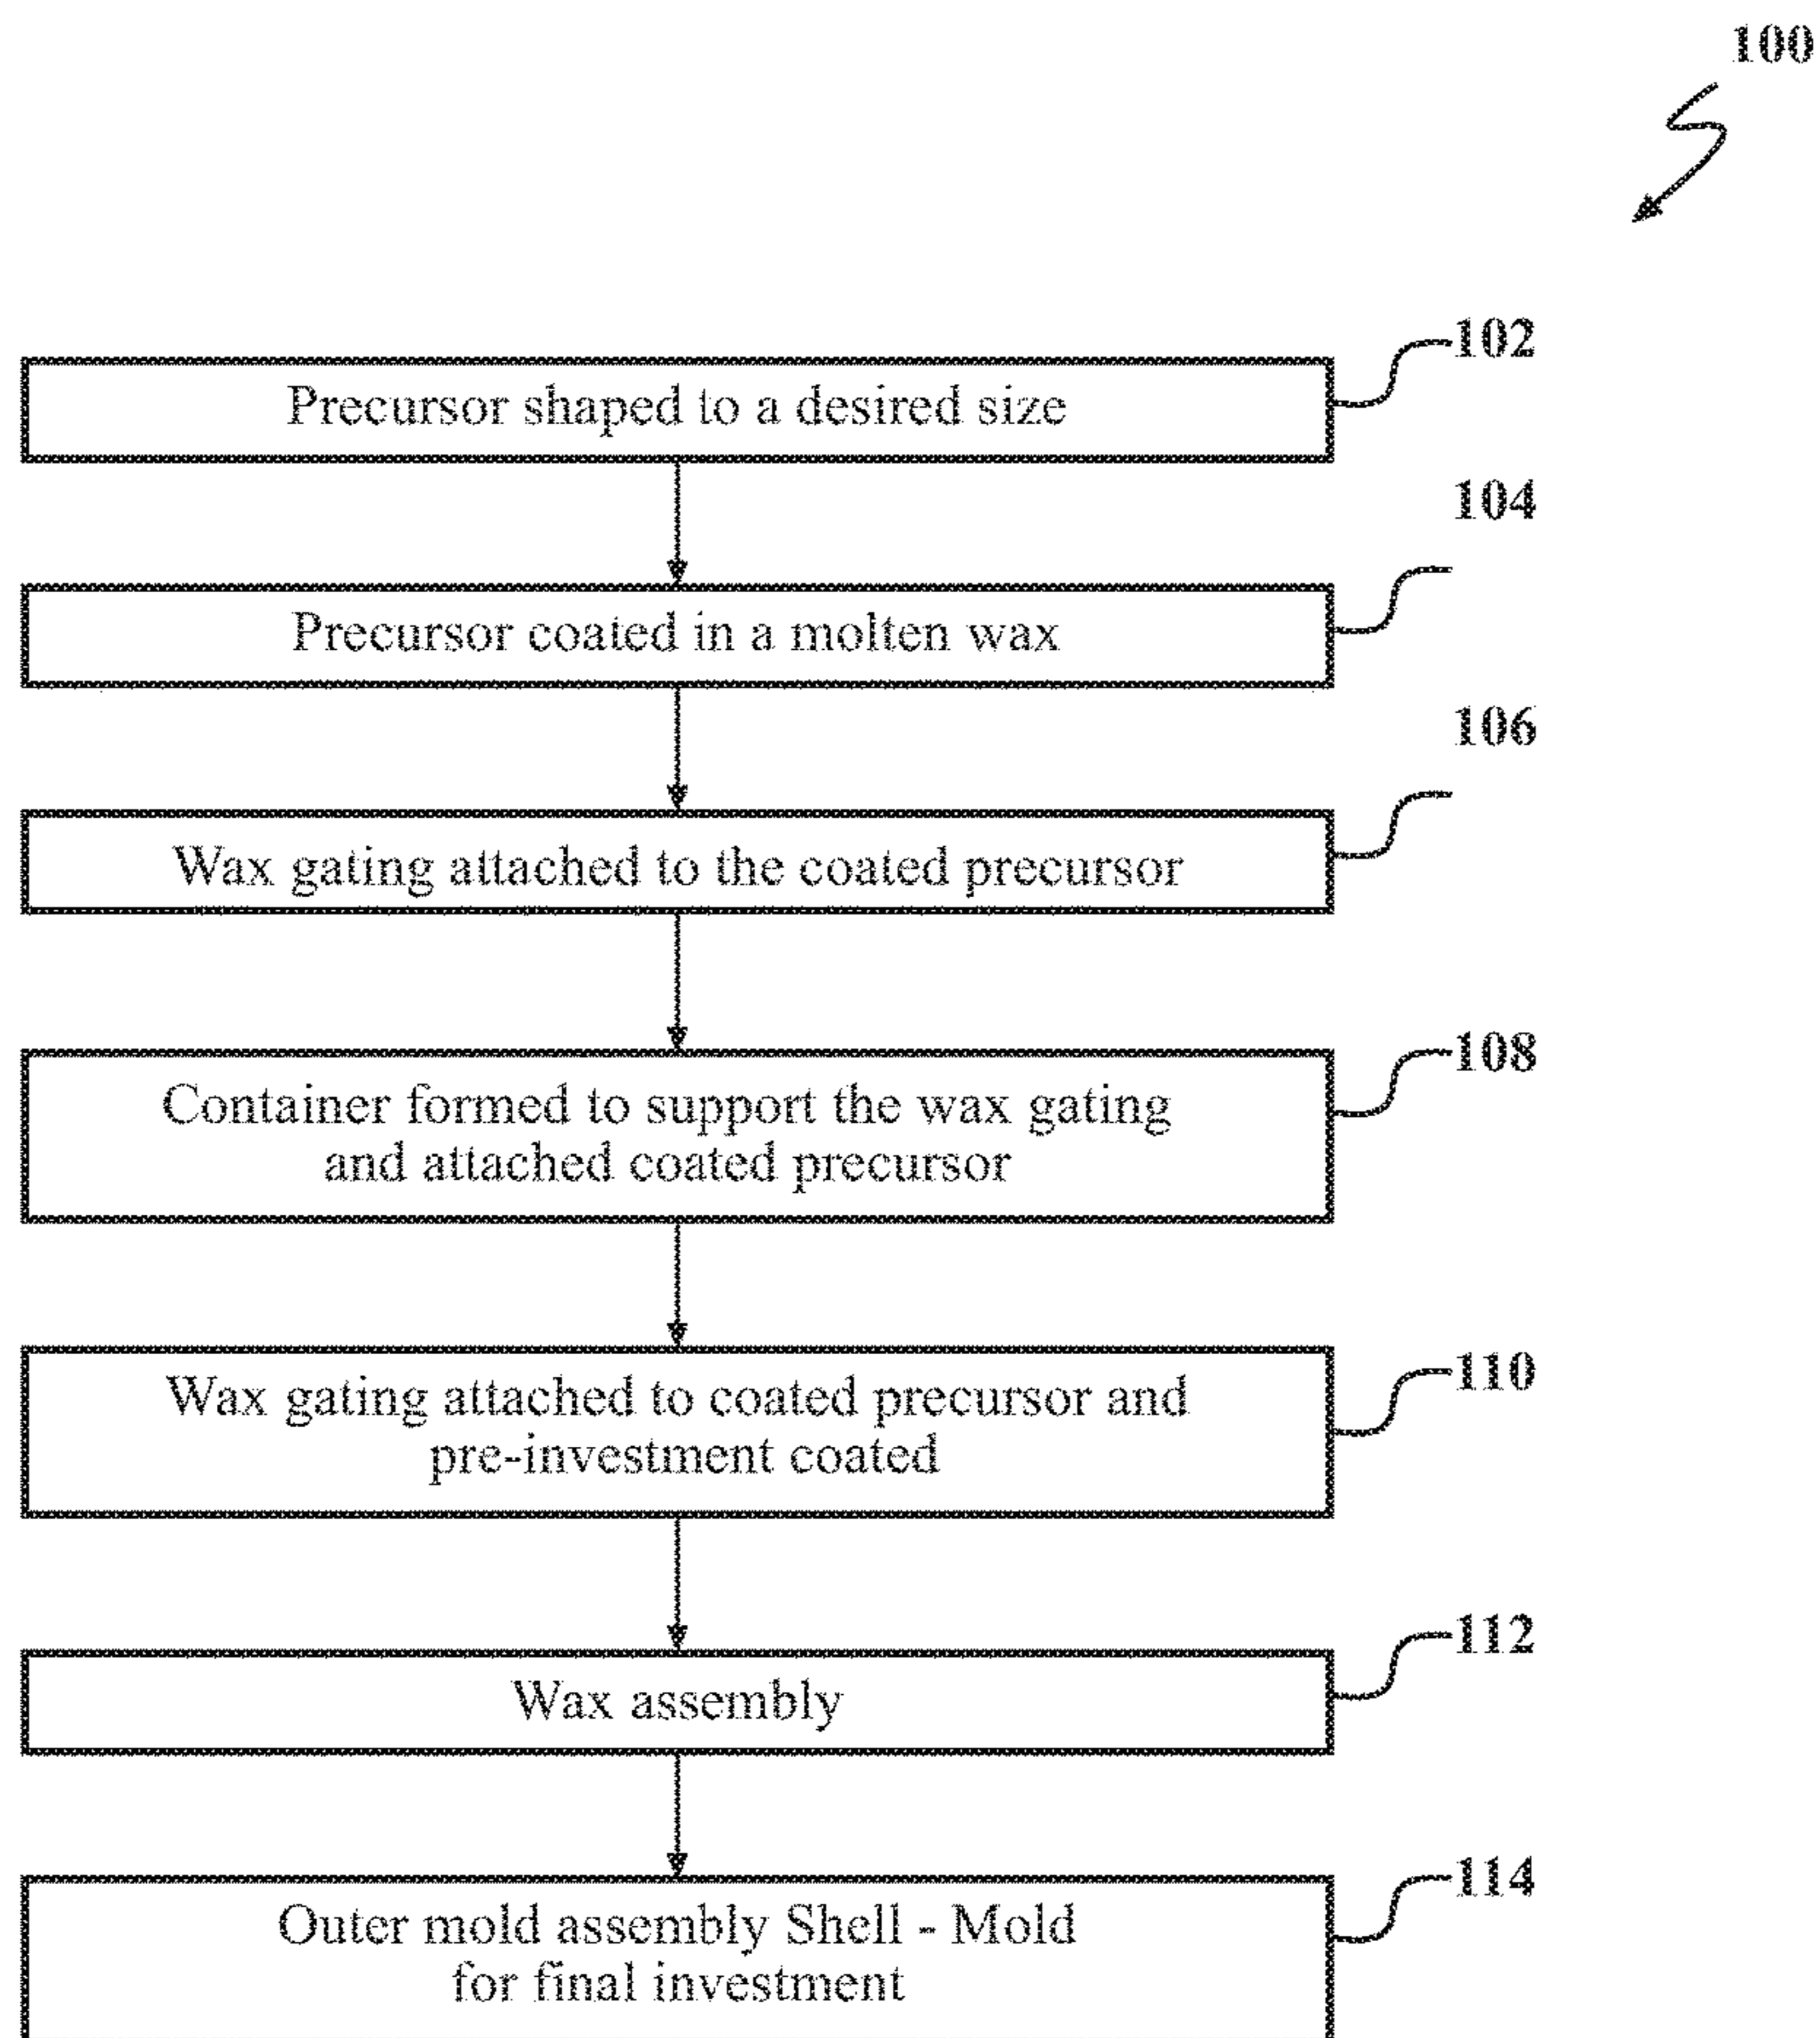 100
102
Precursor shaped to a desired size
104
Precursor coated in a molten wax
106
Wax gating attached to the coated precursor
108
Container formed to support the wax gating
and attached coated precursor
110
Wax gating attached to coated precursor and
pre-investment coated
112
Wax assembly
114
Outer mold assembly Shell - Mold
for final investment